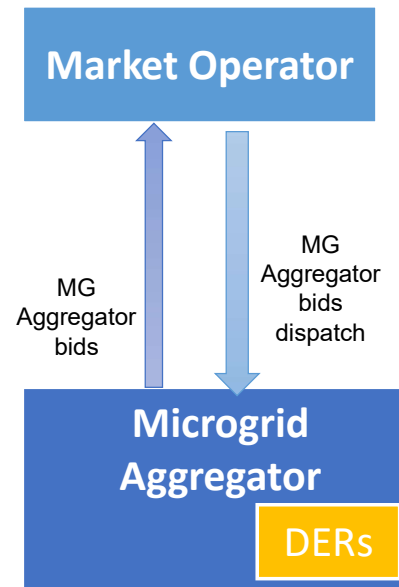 Market Operator
MG
Aggregator
bids
MG
Aggregator
bids
dispatch
Microgrid
Aggregator
DERs